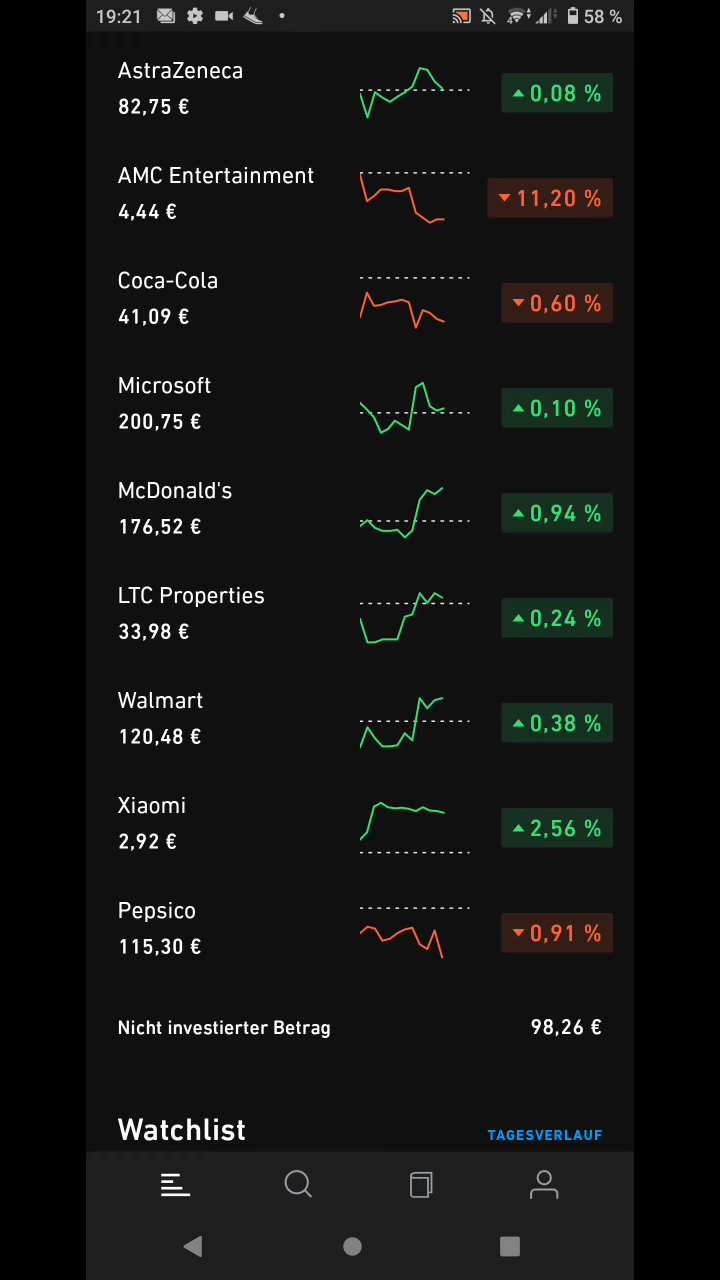 19:21
58 %
AstraZeneca
82,75 €
0,08 %
AMC Entertainment
4,44 €
11,20 %
Coca-Cola
41,09 €
0,60 %
Microsoft
200,75 €
0,10 %
McDonald's
176,52 €
0,94 %
LTC Properties
33,98 €
0,24 %
Walmart
120,48 €
0,38 %
Xiaomi
2,92 €
2,56 %
Pepsico
115,30 €
0,91 %
Nicht investierter Betrag
98,26 €
Watchlist
TAGESVERLAUF